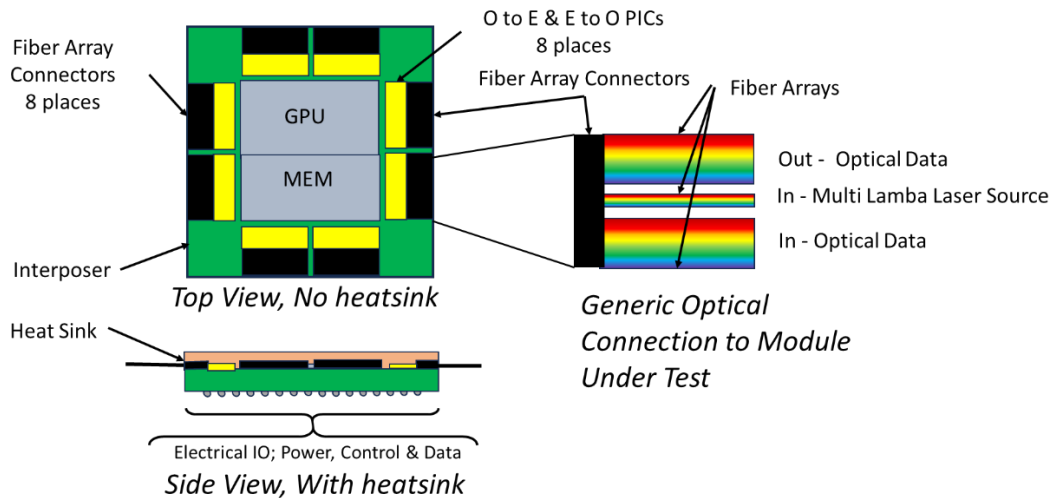 Fiber Array
Connectors
8 places
O to E & E to O PICs
8 places
Fiber Array Connectors
Fiber Arrays
GPU
MEM
Out - Optical Data
In - Multi Lamba Laser Source
In - Optical Data
Interposer
Top View, No heatsink
Generic Optical
Connection to Module
Under Test
Heat Sink
Electrical IO; Power, Control & Data
Side View, With heatsink